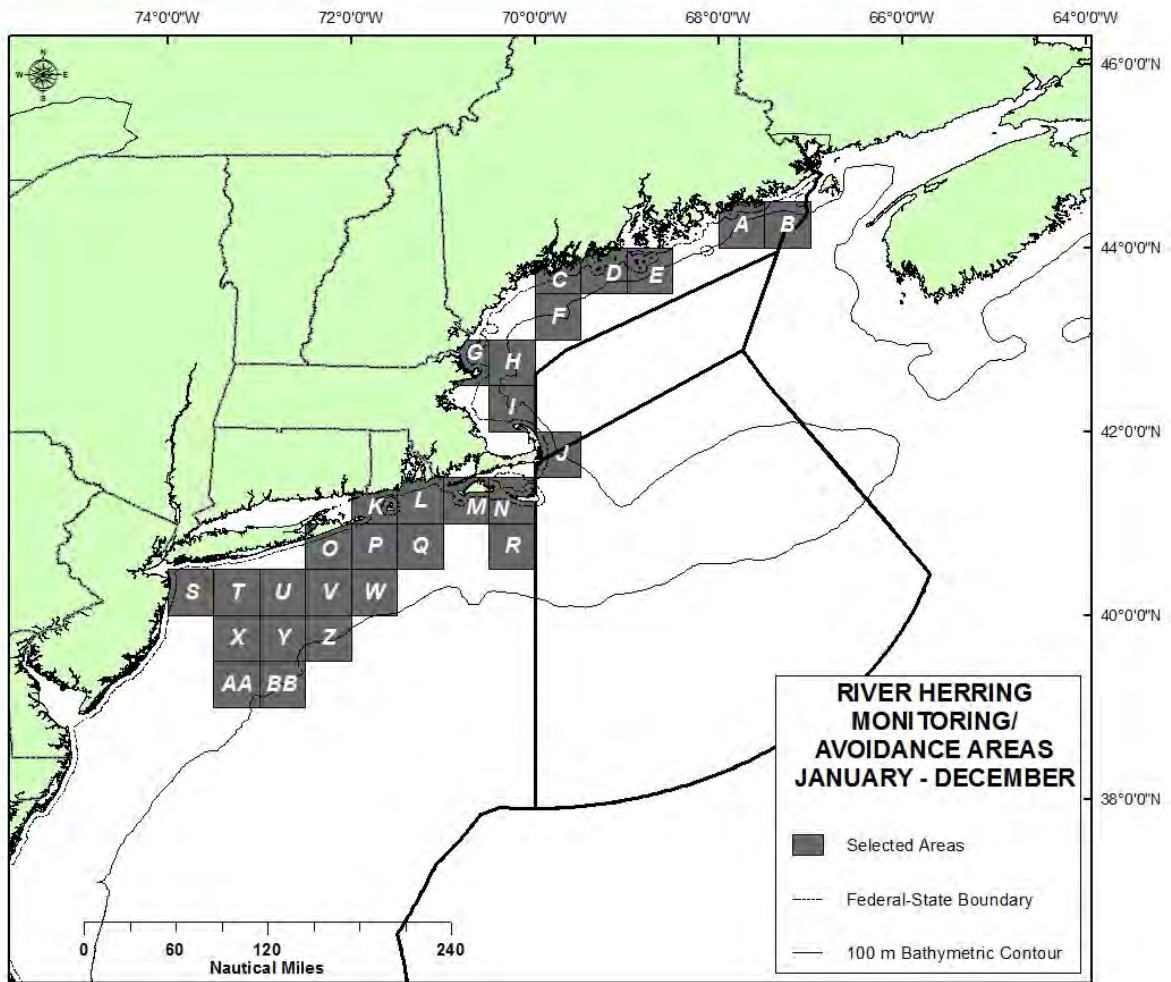 74°0'0"W 72°0'0"W 70°0'0"W 68°0'0"W 66°0'0"W 64°0'0"W
N
W E
S
46°0'0"N
A B
44°0'0"N
C D E
F
G H
I
42°0'0"N
J
K L M N
O P Q R
S T U V W
40°0'0"N
X Y Z
AA BB
38°0'0"N
RIVER HERRING
MONITORING/
AVOIDANCE AREAS
JANUARY - DECEMBER
Selected Areas
Federal-State Boundary
100 m Bathymetric Contour
0 60 120 240
Nautical Miles